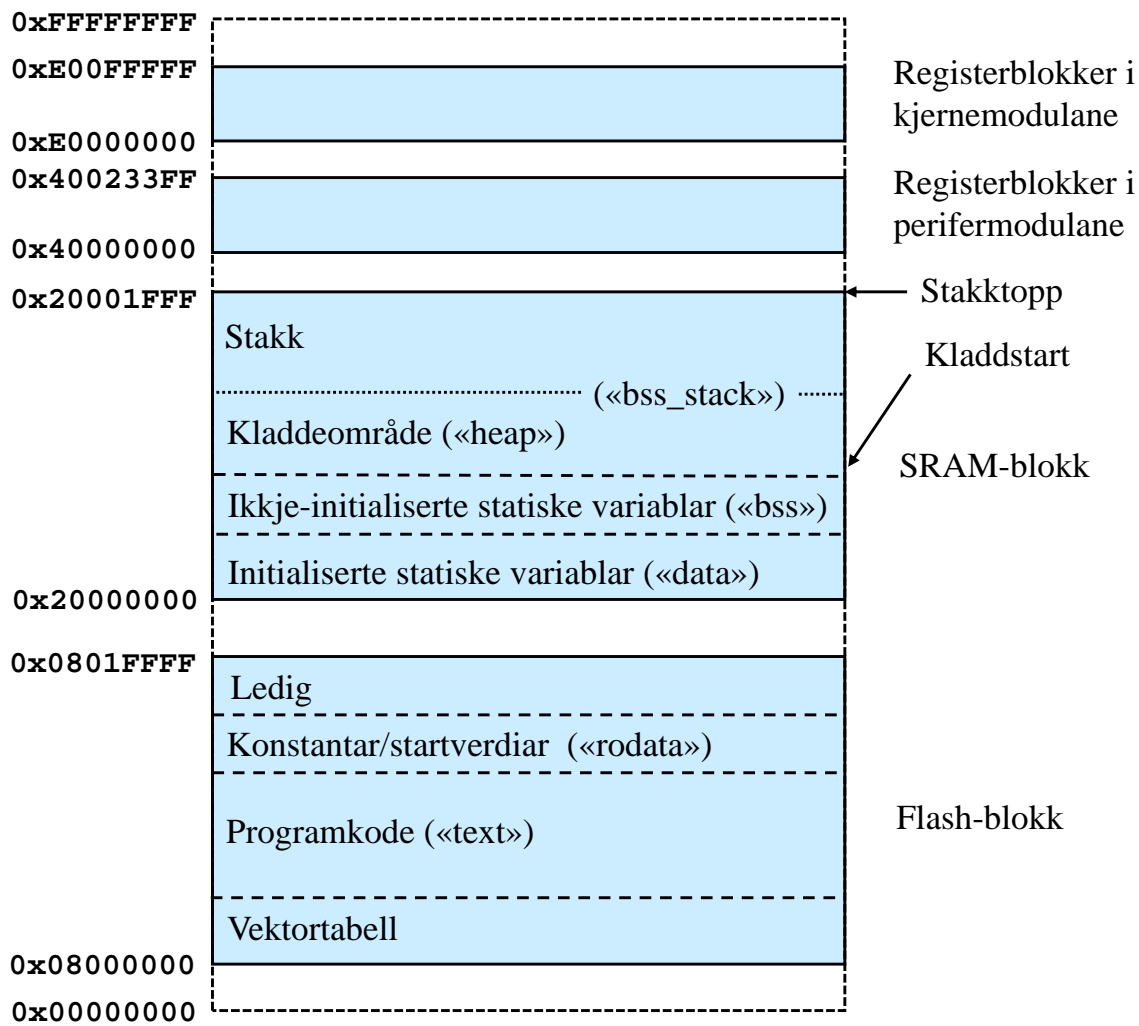 0xFFFFFFFF
0xE00FFFFF
Registerblokker i
kjernemodulane
0xE0000000
0x400233FF
Registerblokker i
perifermodulane
0x40000000
0x20001FFF
Stakktopp
Stakk
Kladdstart
(«bss_stack»)
Kladdeområde («heap»)
SRAM-blokk
Ikkje-initialiserte statiske variablar («bss»)
Initialiserte statiske variablar («data»)
0x20000000
0x0801FFFF
Ledig
Konstantar/startverdiar («rodata»)
Flash-blokk
Programkode («text»)
Vektortabell
0x08000000
0x00000000